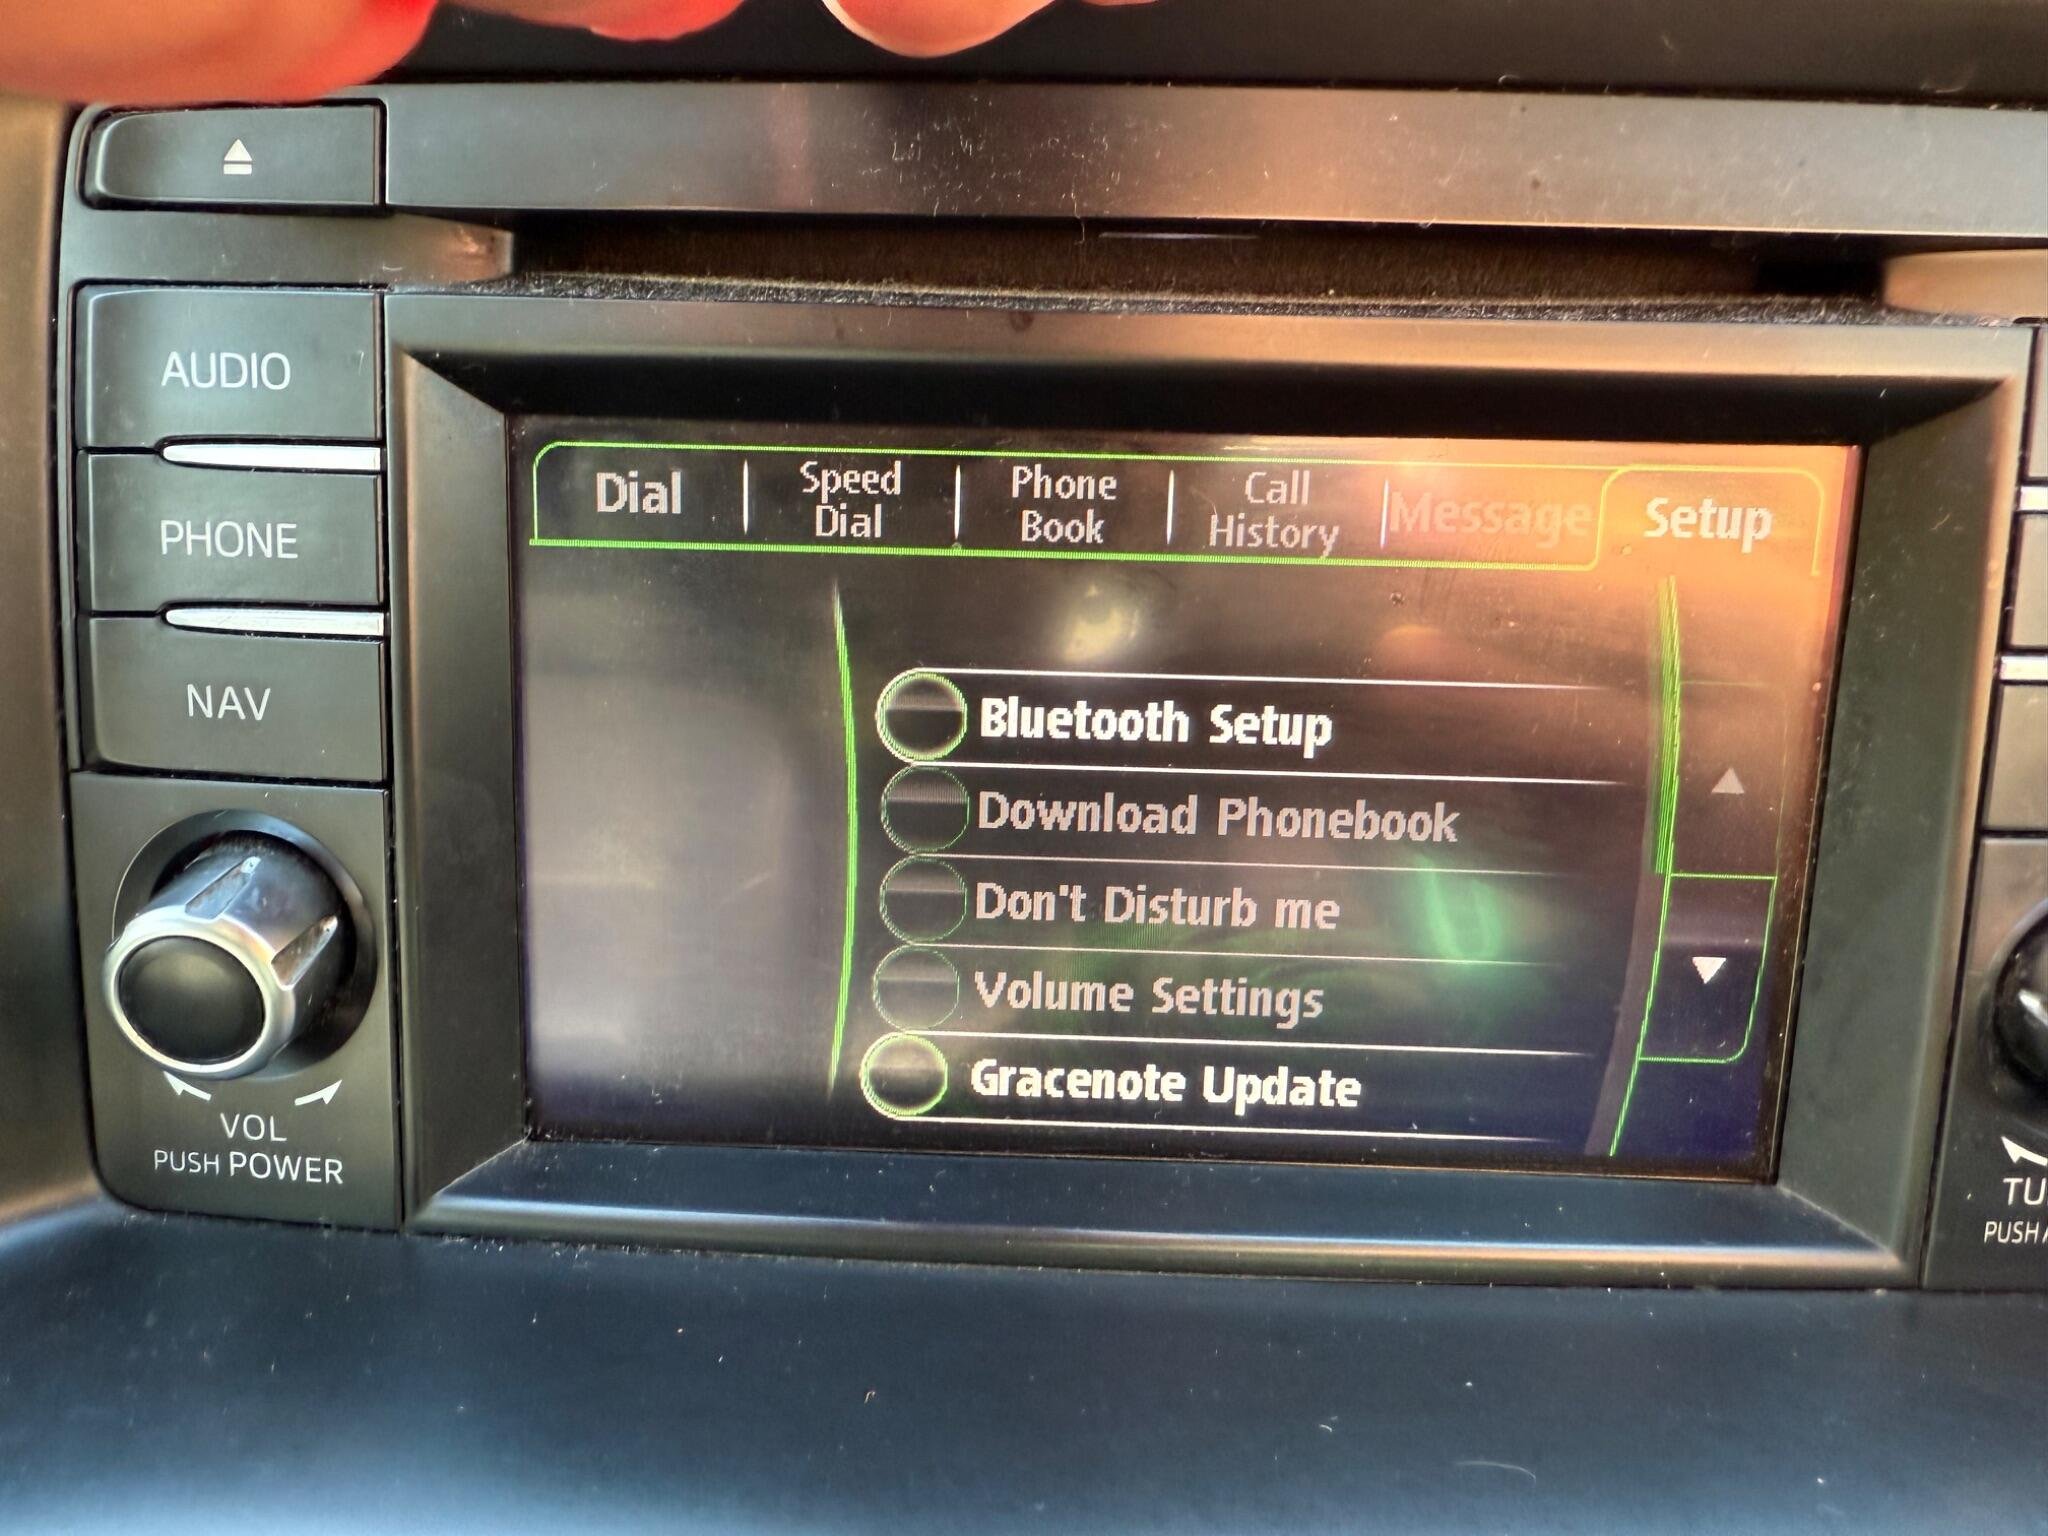 AUDIO
PHONE
NAV
VOL
PUSH POWER
Dial
Speed
Dial
Phone
Book
Call
History
Message
Setup
Bluetooth Setup
Download Phonebook
Don't Disturb me
Volume Settings
Gracenote Update
PUSH